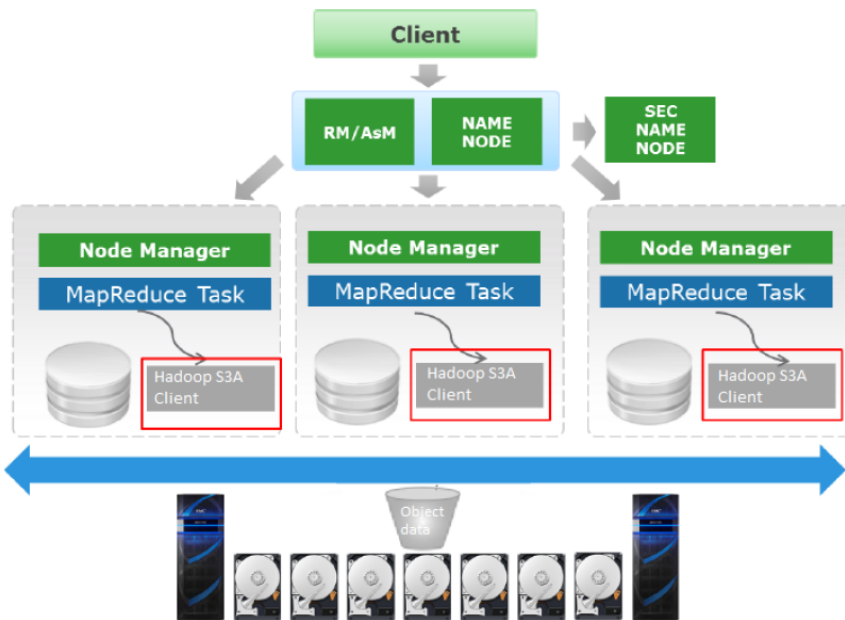 Client
RM/AsM
NAME
NODE
SEC
NAME
NODE
Node Manager
MapReduce Task
Hadoop S3A
Client
Node Manager
MapReduce Task
Hadoop S3A
Client
Node Manager
MapReduce Task
Hadoop S3A
Client
Object
data